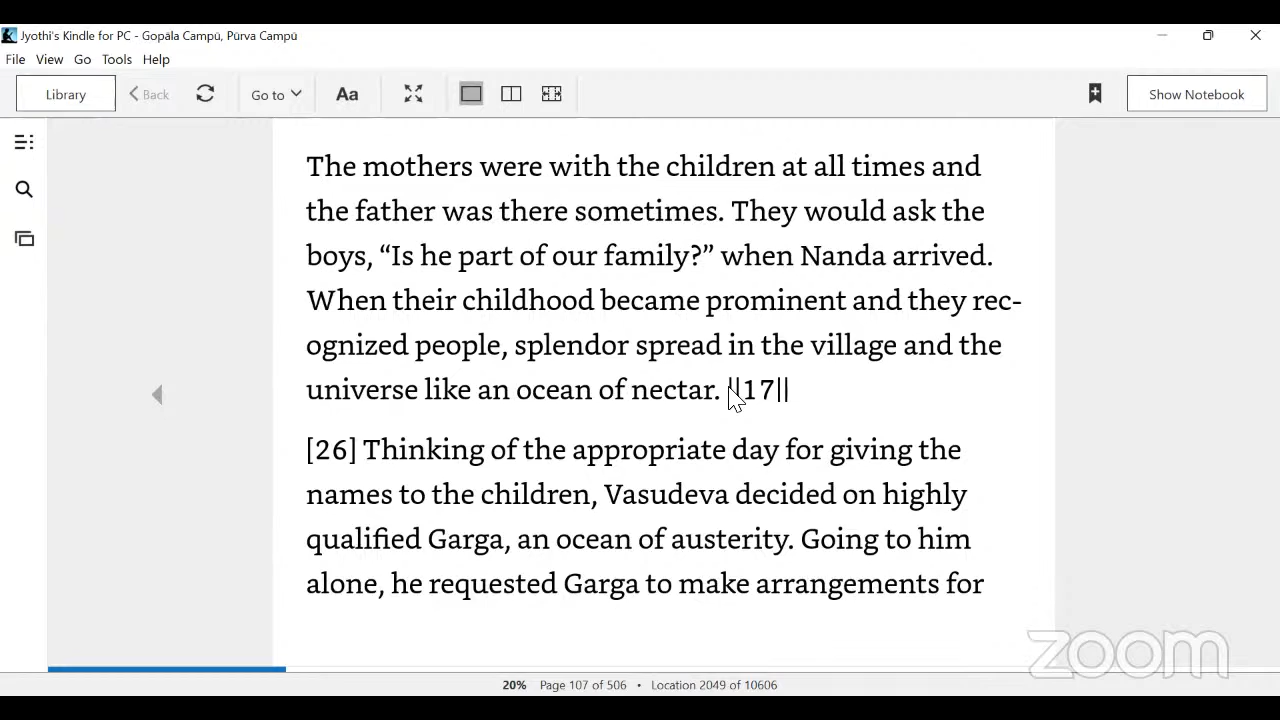 Jyothi's Kindle for PC - Gopāla Campū, Pūrva Campū
File View Go Tools Help
Library Back Go to Aa Show Notebook
The mothers were with the children at all times and
the father was there sometimes. They would ask the
boys, “Is he part of our family?” when Nanda arrived.
When their childhood became prominent and they rec-
ognized people, splendor spread in the village and the
universe like an ocean of nectar. ||17||
[26] Thinking of the appropriate day for giving the
names to the children, Vasudeva decided on highly
qualified Garga, an ocean of austerity. Going to him
alone, he requested Garga to make arrangements for
zoom
20% Page 107 of 506 • Location 2049 of 10606